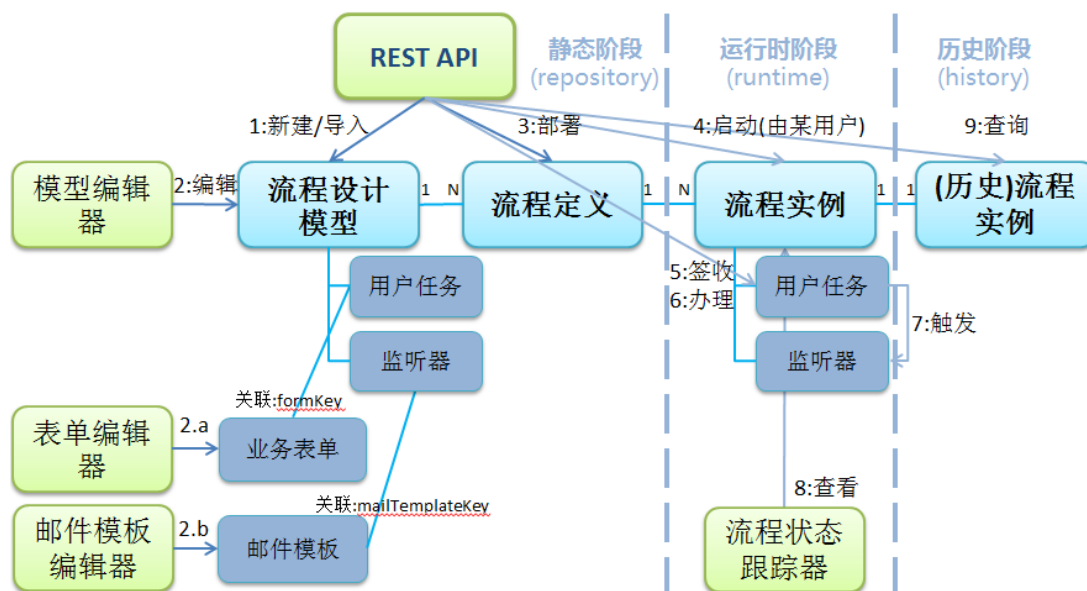 REST API
静态阶段
(repository)
运行时阶段
(runtime)
历史阶段
(history)
1:新建/导入
3:部署
4:启动(由某用户)
9:查询
模型编辑
器
2:编辑
流程设计
模型
1
N
流程定义
1
N
流程实例
1
1
(历史)流程
实例
用户任务
5:签收
6:办理
用户任务
7:触发
监听器
监听器
关联:formKey
表单编辑
器
2.a
业务表单
关联:mailTemplateKey
8:查看
邮件模板
编辑器
2.b
邮件模板
流程状态
跟踪器